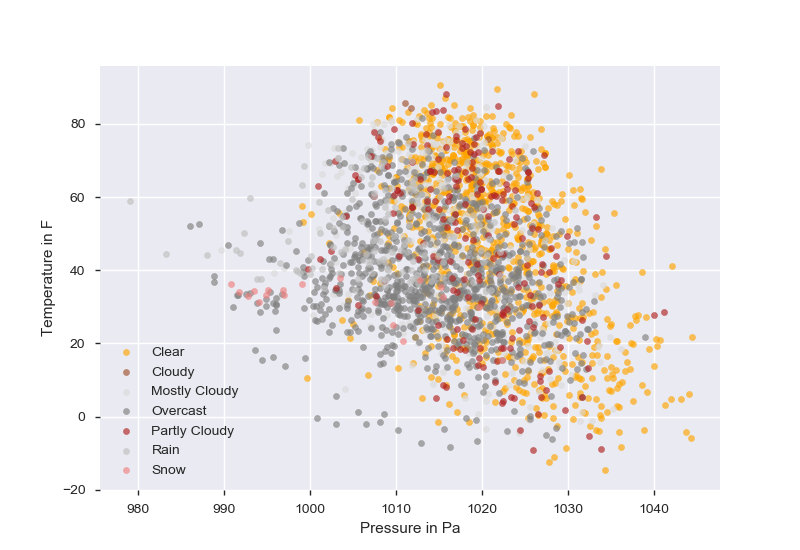 80
60
40
20
0
−20
Temperature in F
Clear
Cloudy
Mostly Cloudy
Overcast
Partly Cloudy
Rain
Snow
980 990 1000 1010 1020 1030 1040
Pressure in Pa